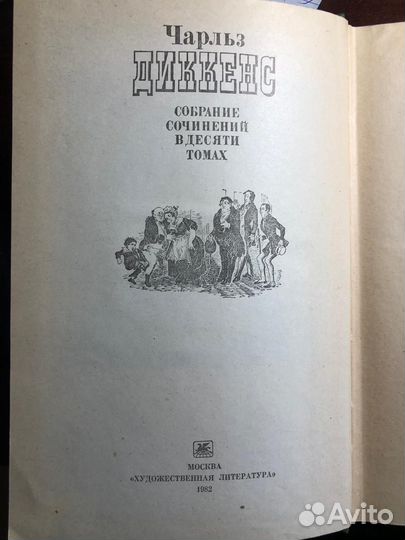 Чарльз
ДИККЕНС
СОБРАНИЕ
СОЧИНЕНИЙ
В ДЕСЯТИ
ТОМАХ
МОСКВА
«ХУДОЖЕСТВЕННАЯ ЛИТЕРАТУРА»
1982
Avito